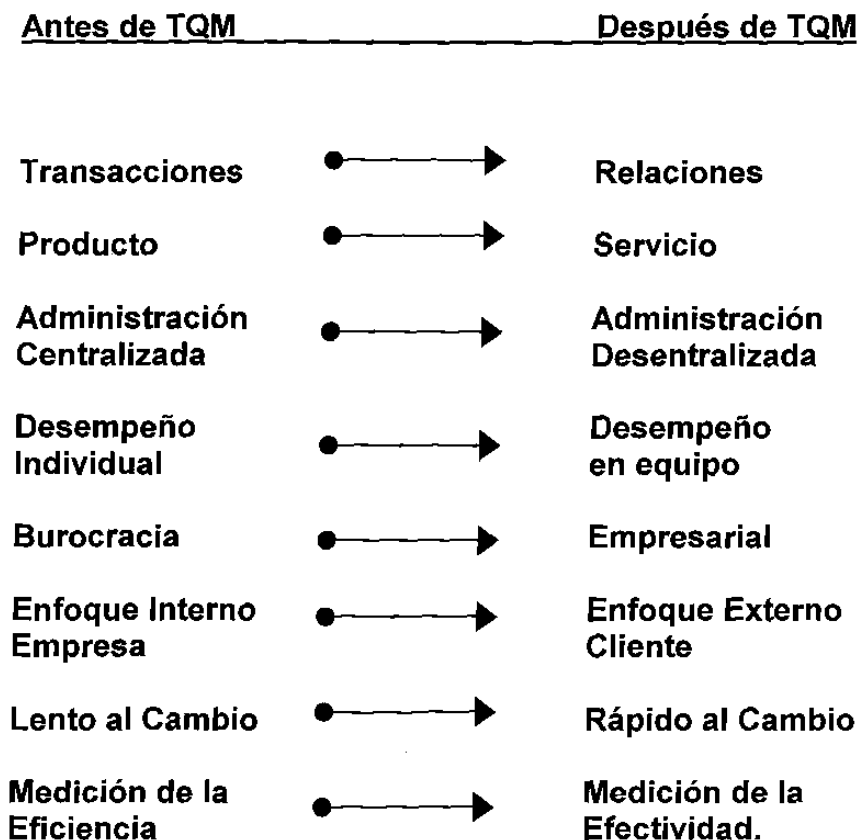 Antes de TQM Después de TQM
Transacciones Relaciones
Producto Servicio
Administración Administración
Centralizada Desentralizada
Desempeño Desempeño
Individual en equipo
Burocracia Empresarial
Enfoque Interno Enfoque Externo
Empresa Cliente
Lento al Cambio Rápido al Cambio
Medición de la Medición de la
Eficiencia Efectividad.